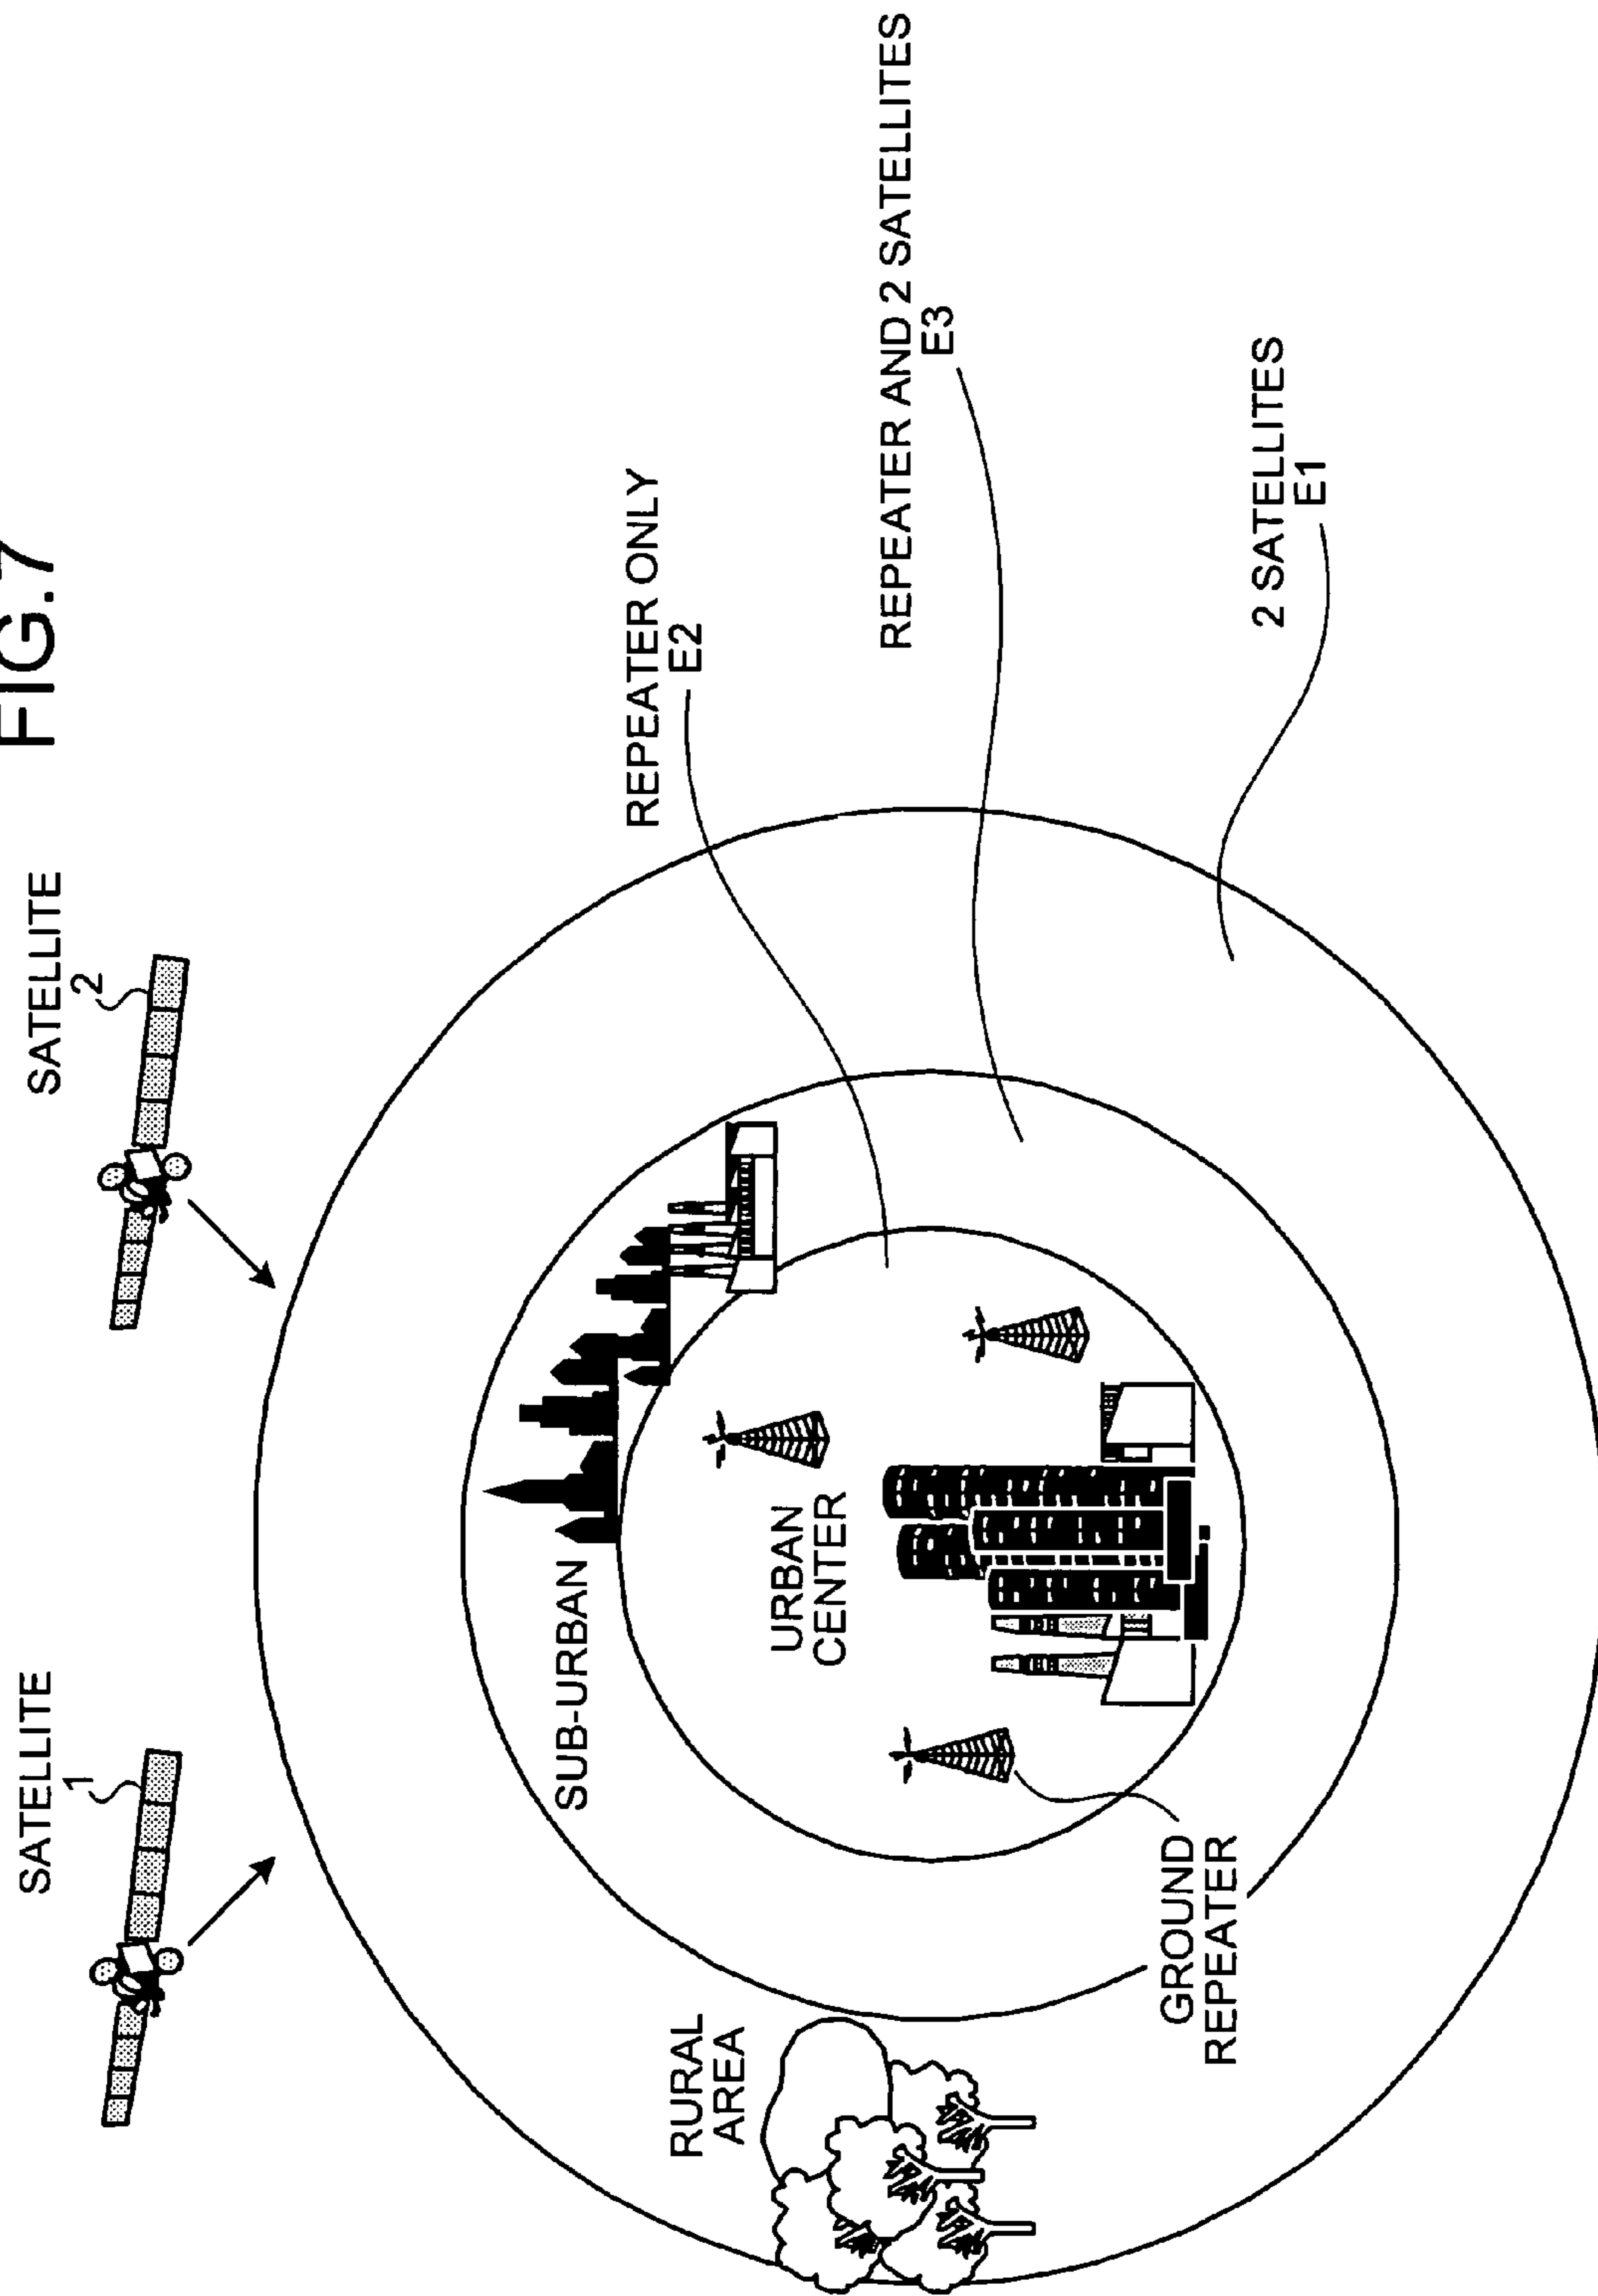 FIG.7
SATELLITE
1
SATELLITE
2
SUB-URBAN
RURAL
AREA
URBAN
CENTER
GROUND
REPEATER
REPEATER ONLY
E2
REPEATER AND 2 SATELLITES
E3
2 SATELLITES
E1